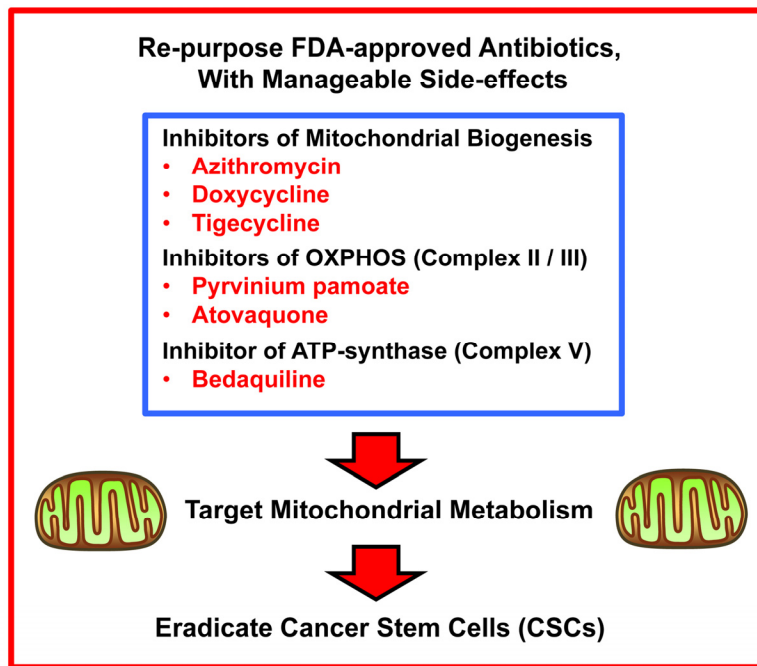 Re-purpose FDA-approved Antibiotics,
With Manageable Side-effects
Inhibitors of Mitochondrial Biogenesis
• Azithromycin
• Doxycycline
• Tigecycline
Inhibitors of OXPHOS (Complex II / III)
• Pyrvinium pamoate
• Atovaquone
Inhibitor of ATP-synthase (Complex V)
• Bedaquiline
Target Mitochondrial Metabolism
Eradicate Cancer Stem Cells (CSCs)